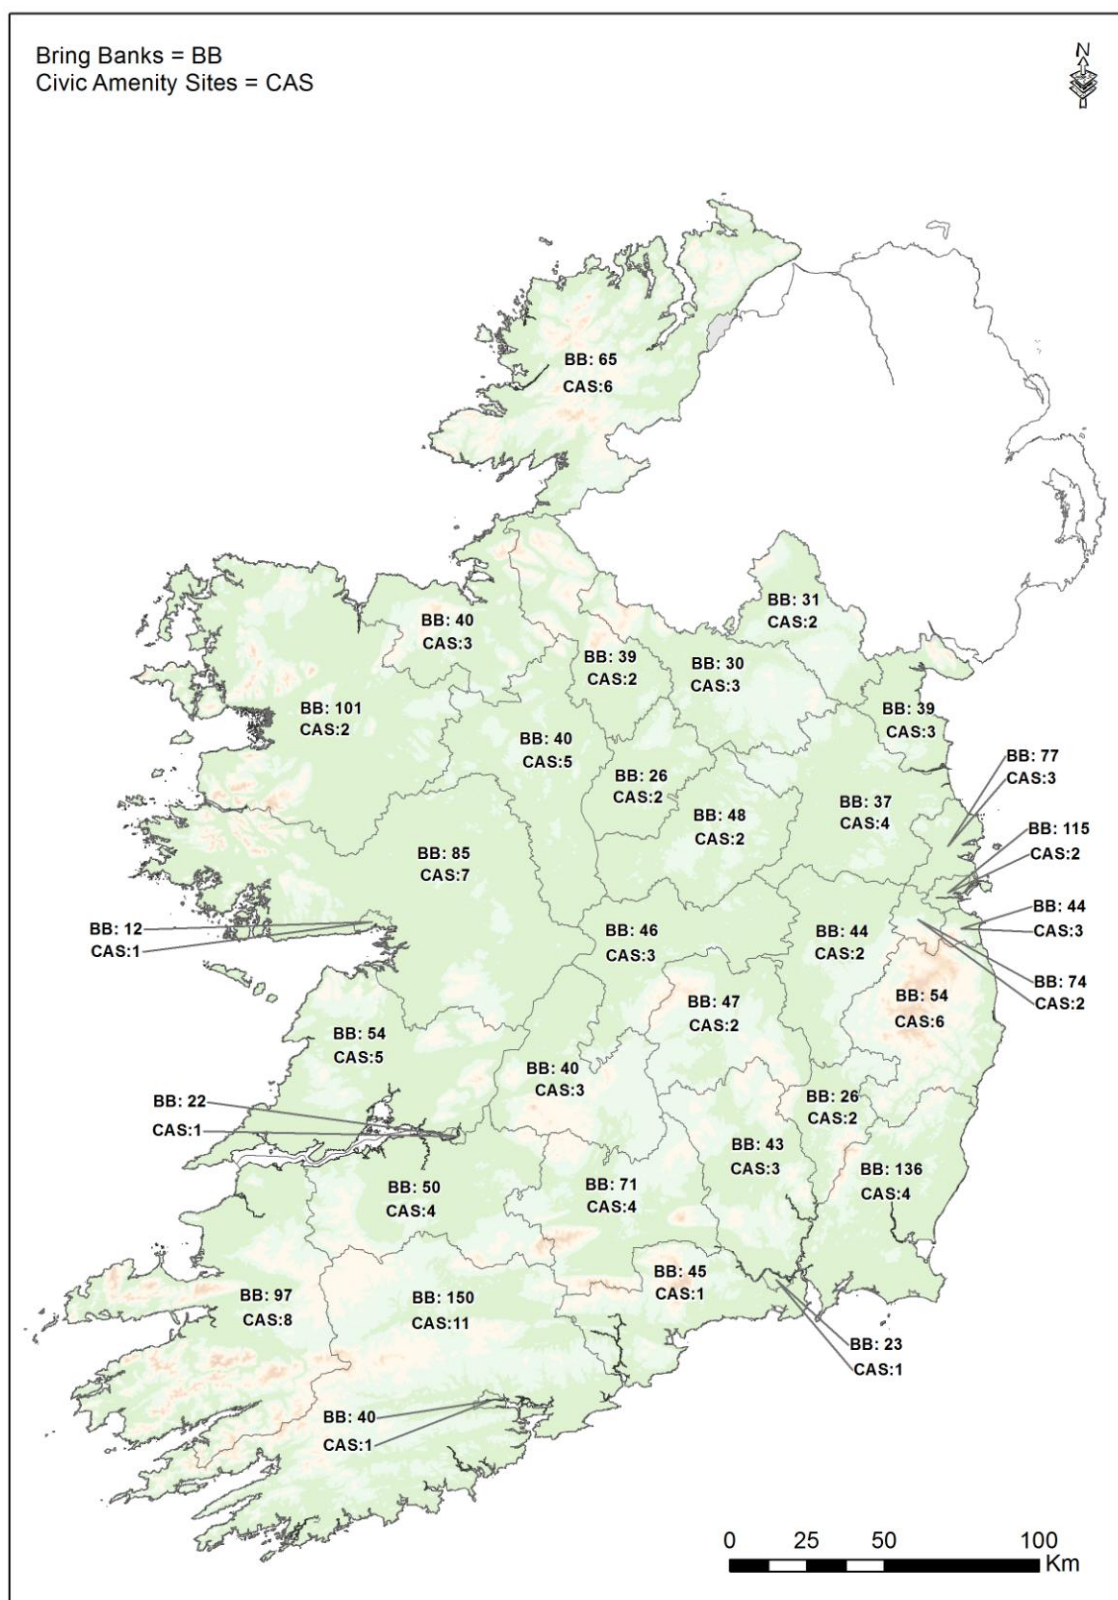 Bring Banks = BB
Civic Amenity Sites = CAS
N
BB: 65
CAS:6
BB: 31
CAS:2
BB: 40
CAS:3
BB: 39
CAS:2
BB: 30
CAS:3
BB: 101
CAS:2
BB: 39
CAS:3
BB: 40
CAS:5
BB: 77
CAS:3
BB: 26
CAS:2
BB: 37
CAS:4
BB: 48
CAS:2
BB: 115
CAS:2
BB: 85
CAS:7
BB: 44
CAS:3
BB: 12
CAS:1
BB: 46
CAS:3
BB: 44
CAS:2
BB: 74
CAS:2
BB: 47
CAS:2
BB: 54
CAS:6
BB: 54
CAS:5
BB: 40
CAS:3
BB: 26
CAS:2
BB: 22
CAS:1
BB: 43
CAS:3
BB: 136
CAS:4
BB: 50
CAS:4
BB: 71
CAS:4
BB: 45
CAS:1
BB: 97
CAS:8
BB: 150
CAS:11
BB: 23
CAS:1
BB: 40
CAS:1
0 25 50 100
Km